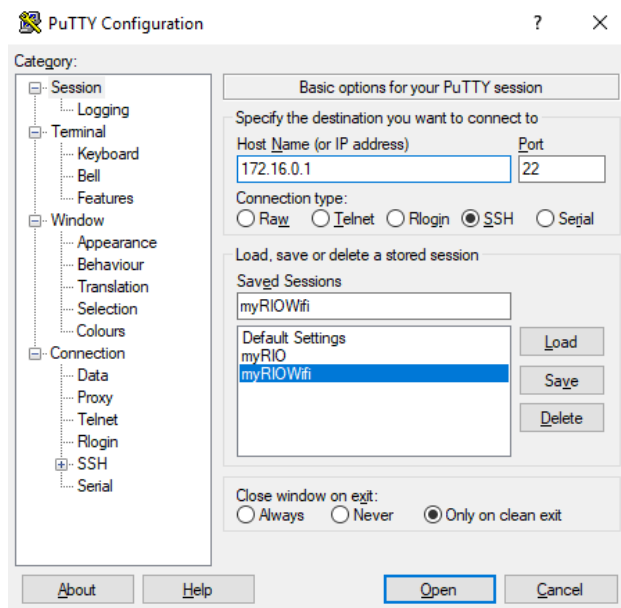 PuTTY Configuration
?
Category:
Session
Logging
Terminal
Keyboard
Bell
Features
Window
Appearance
Behaviour
Translation
Selection
Colours
Connection
Data
Proxy
Telnet
Rlogin
SSH
Serial
Basic options for your PuTTY session
Specify the destination you want to connect to
Host Name (or IP address) Port
172.16.0.1 22
Connection type:
Raw Telnet Rlogin SSH Serial
Load, save or delete a stored session
Saved Sessions
myRIOWifi
Default Settings
myRIO
myRIOWifi
Load
Save
Delete
Close window on exit:
Always Never Only on clean exit
About Help Open Cancel